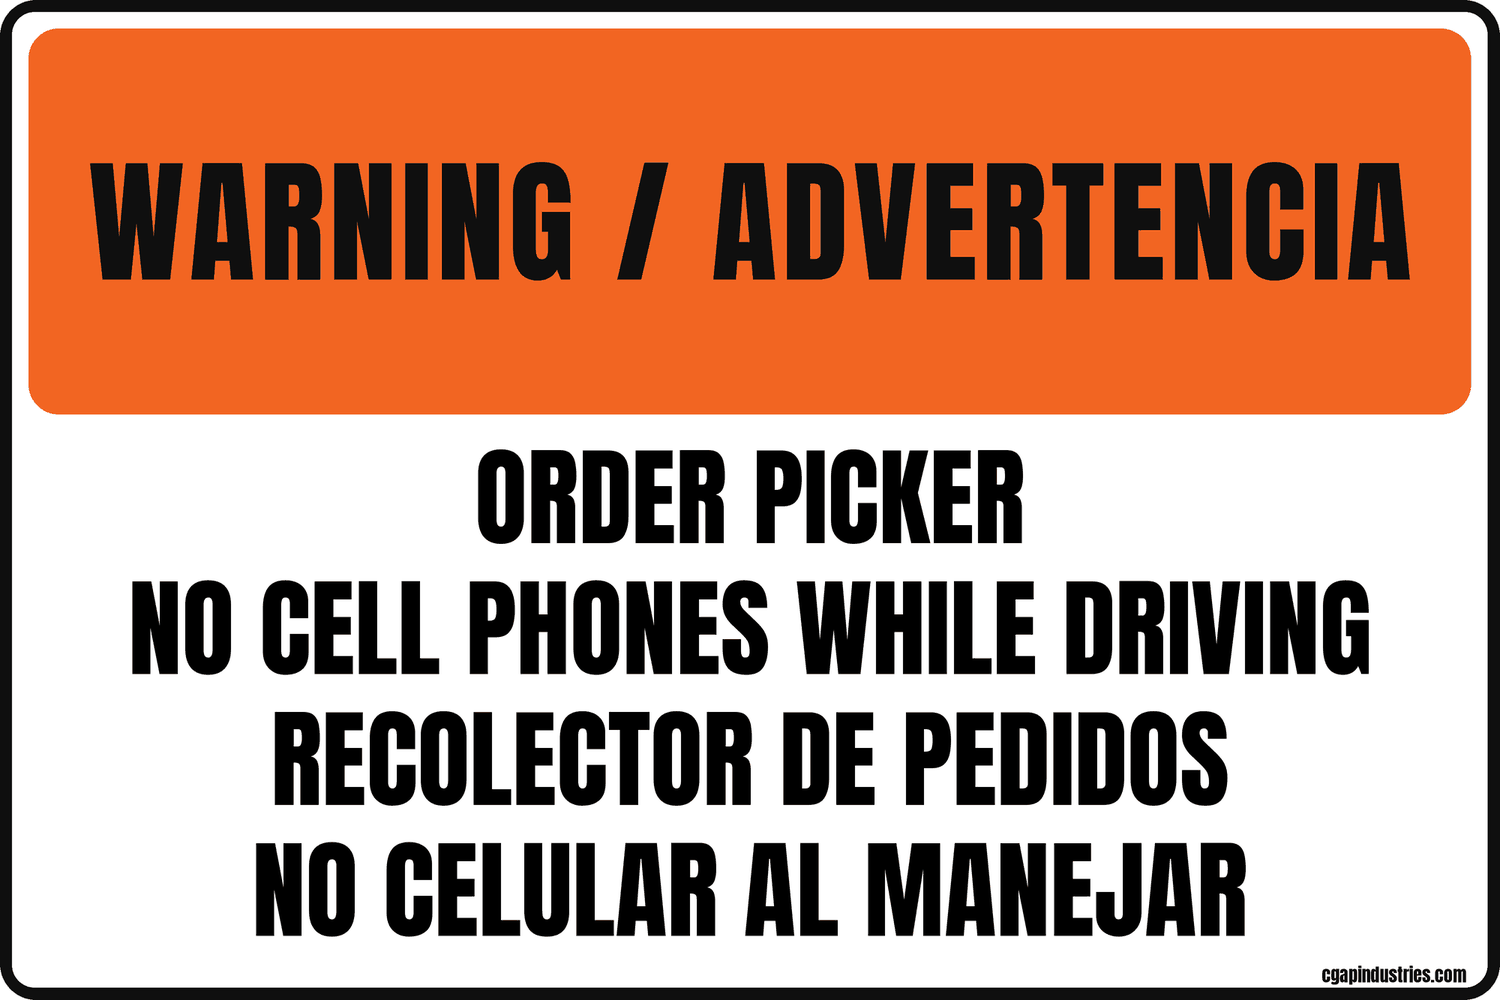 WARNING / ADVERTENCIA
ORDER PICKER
NO CELL PHONES WHILE DRIVING
RECOLECTOR DE PEDIDOS
NO CELULAR AL MANEJAR
cgapindustries.com